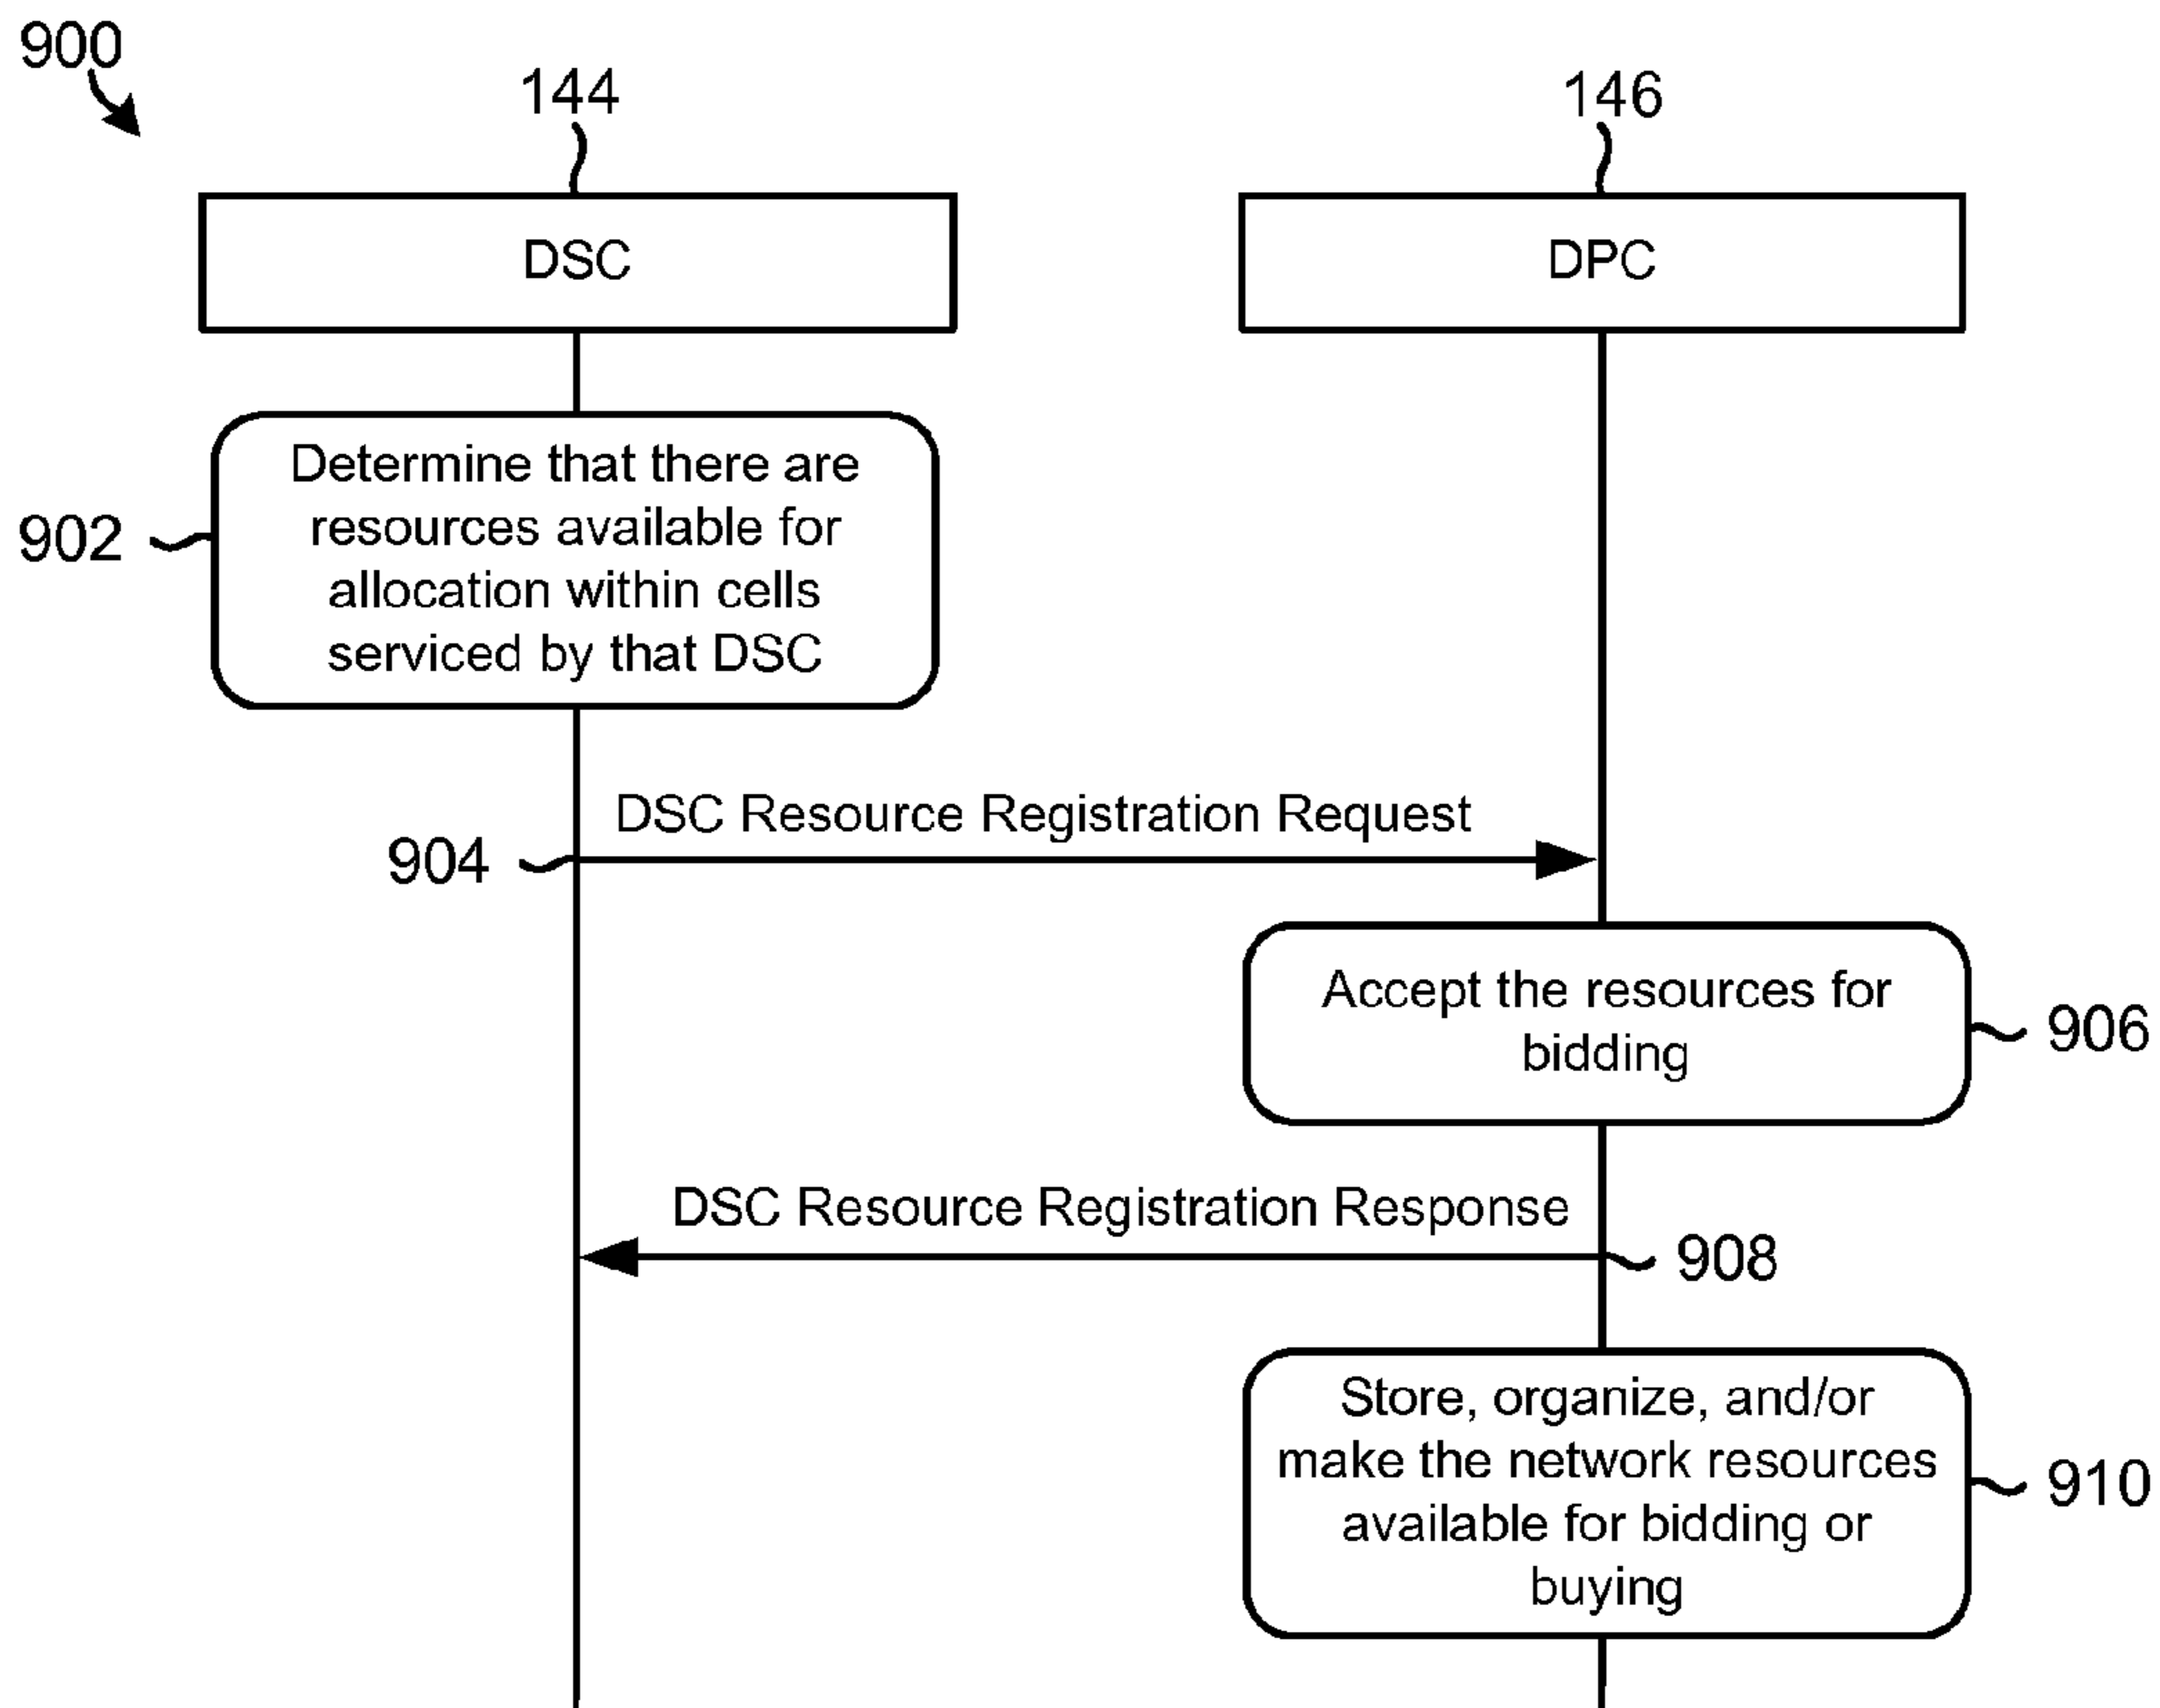 900
144
146
DSC
DPC
902
Determine that there are
resources available for
allocation within cells
serviced by that DSC
DSC Resource Registration Request
904
Accept the resources for
bidding
906
DSC Resource Registration Response
908
Store, organize, and/or
make the network resources
available for bidding or
buying
910